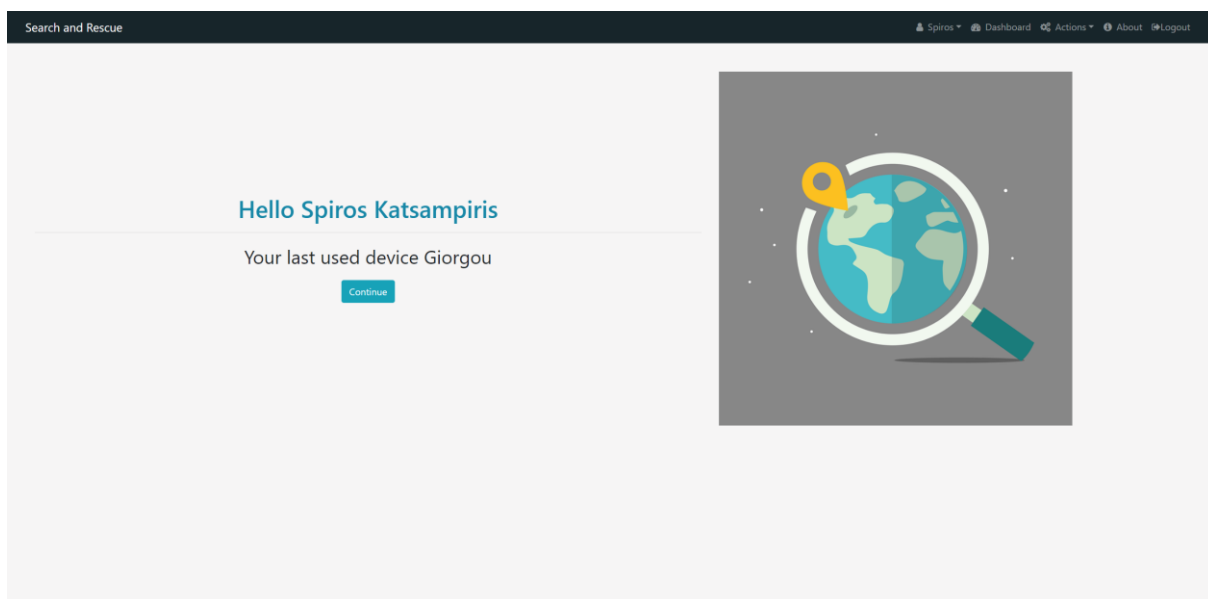 Search and Rescue
Spiros Dashboard Actions About Logout
Hello Spiros Katsampiris
Your last used device Giorgou
Continue